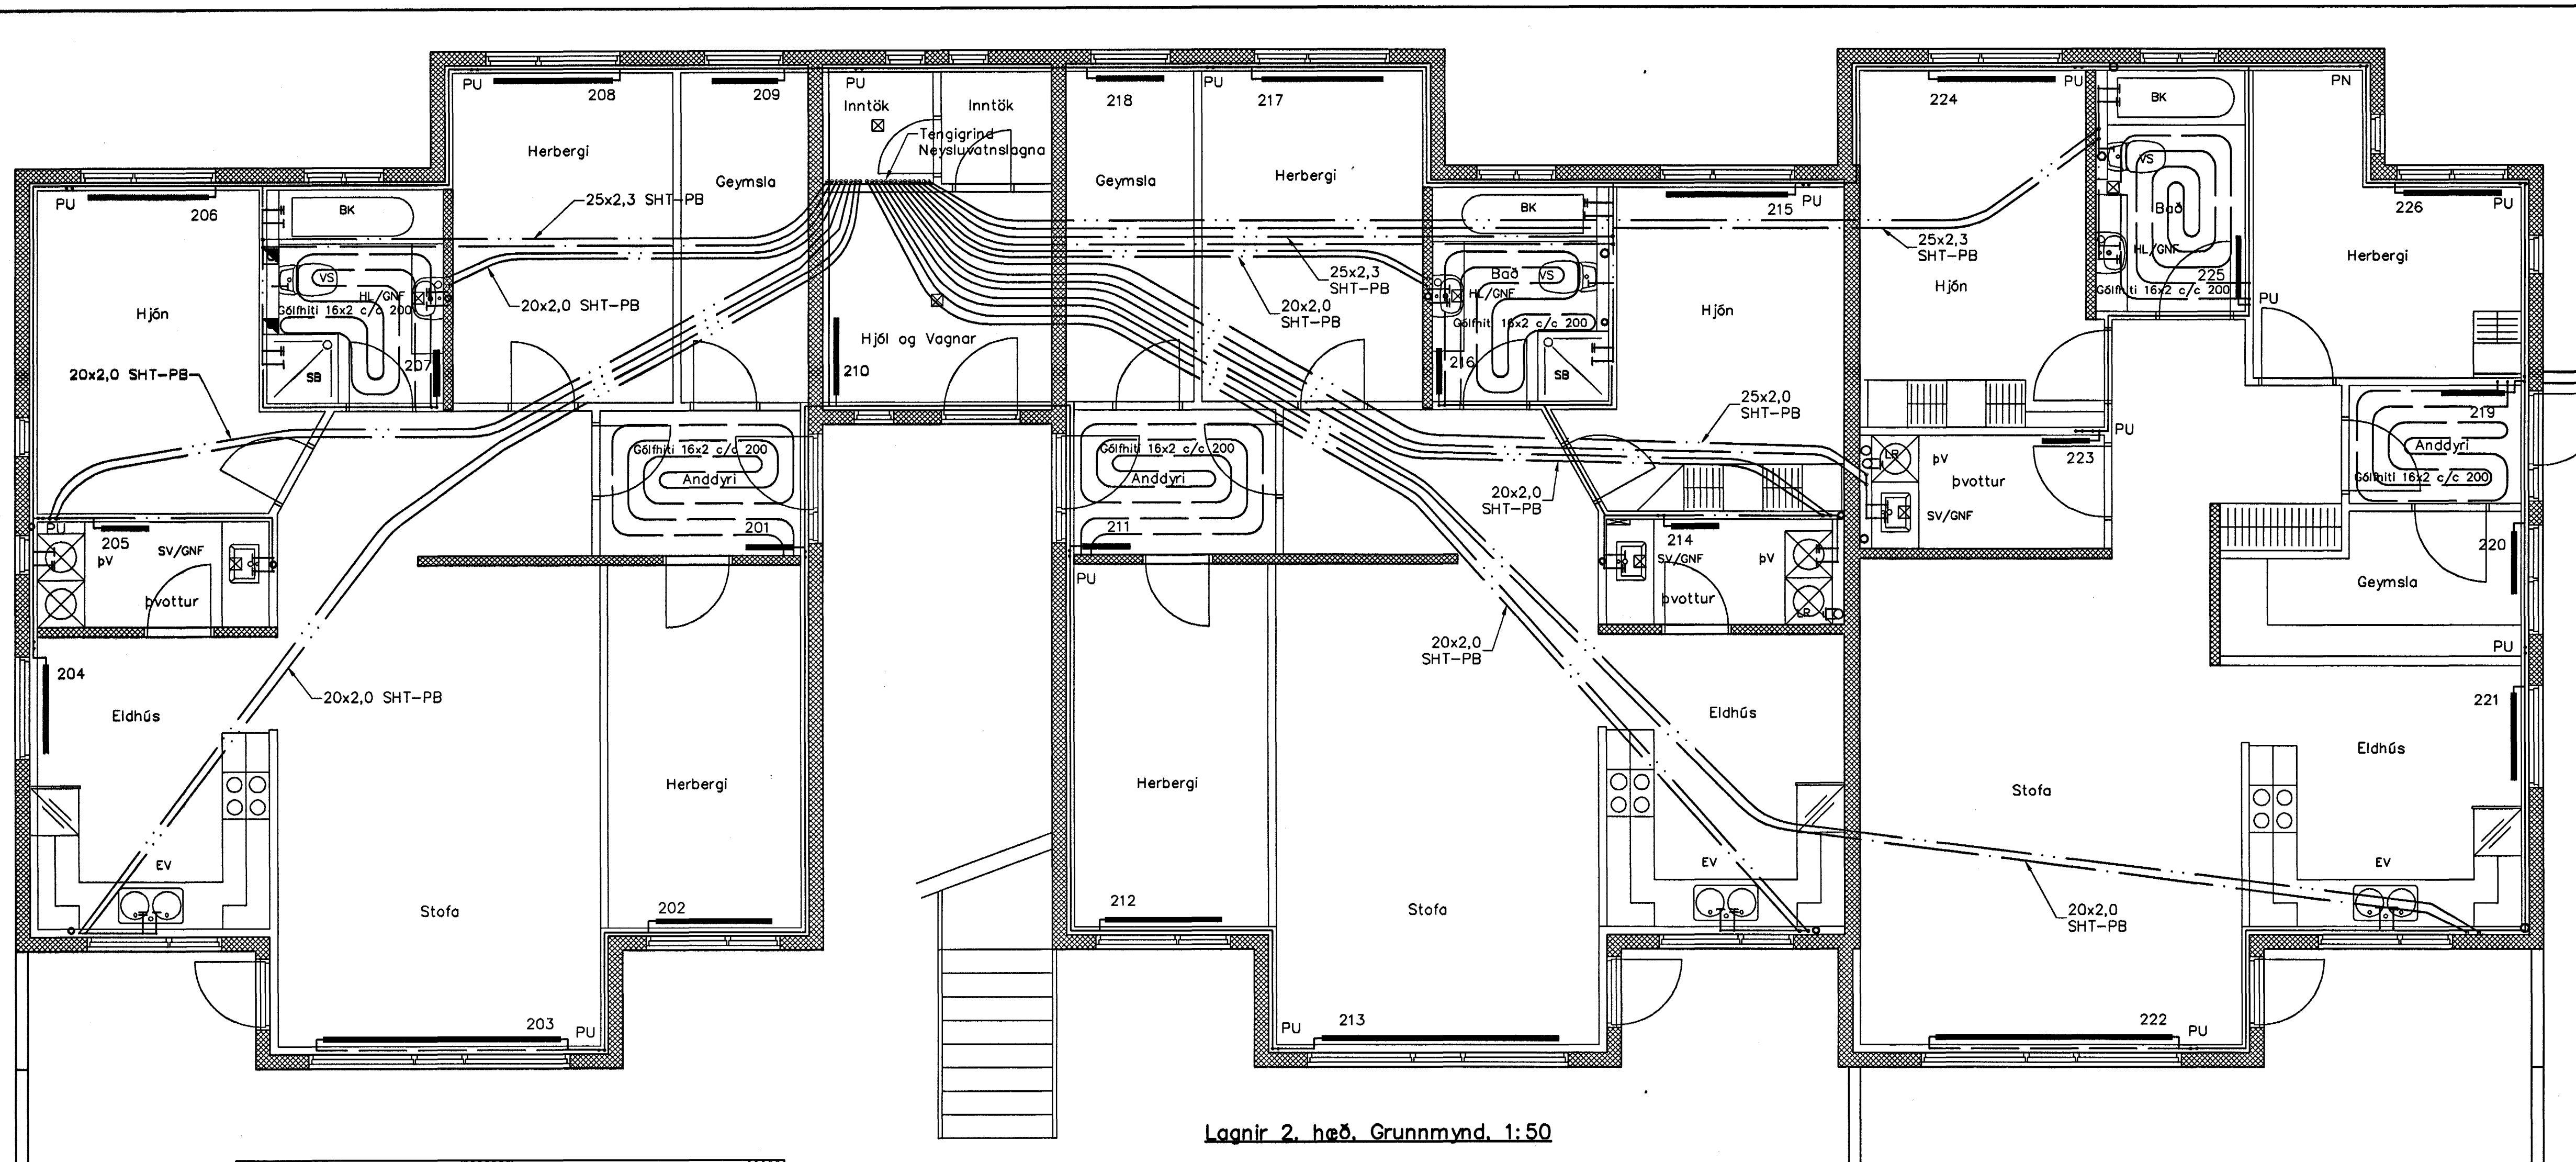 PU
208
209
PU
Inntök
Inntök
218
PU
217
224
PU
BK
PN
Herbergi
Geymsla
Tengigrind
Neysluvatnslagna
Geymsla
Herbergi
VS
PU
206
BK
25x2,3 SHT-PB
BK
215
PU
Bað
226
PU
25x2,3
SHT-PB
HL/GNF
Herbergi
VS
HL/GNF
20x2,0 SHT-PB
25x2,3
SHT-PB
Bað
VS
HL/GNF
Hjón
225
Gólfhiti 16x2 c/c 200
PU
Hjón
Gólfhiti 16x2 c/c 200
20x2,0
SHT-PB
Gólfhiti 16x2 c/c 200
Hjón
Hjól og Vagnar
207
210
216
20x2,0 SHT-PB
SB
SB
25x2,0
SHT-PB
219
PU
Gólfhiti 16x2 c/c 200
Anddyri
Gólfhiti 16x2 c/c 200
Anddyri
LR
þV
223
Anddyri
Gólfhiti 16x2 c/c 200
þvottur
20x2,0
SHT-PB
SV/GNF
PU
205
201
211
214
220
þV
SV/GNF
SV/GNF
þV
PU
Geymsla
þvottur
þvottur
LR
20x2,0
SHT-PB
PU
204
20x2,0 SHT-PB
221
Eldhús
Eldhús
Eldhús
Herbergi
Herbergi
Stofa
EV
EV
EV
Stofa
202
212
Stofa
20x2,0
SHT-PB
203
PU
PU
213
222
PU
Lagnir 2. hæð. Grunnmynd. 1:50